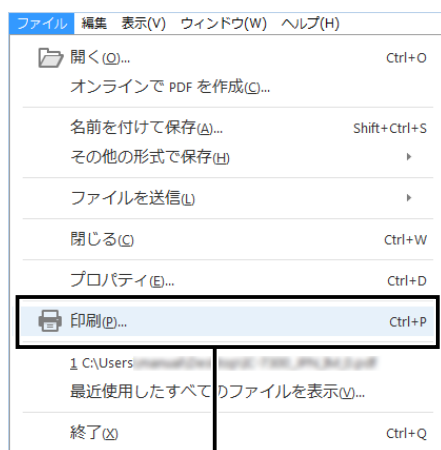 ファイル 編集 表示(V) ウィンドウ(W) ヘルプ(H)
開く(O)... Ctrl+O
オンラインで PDF を作成(C)...
名前を付けて保存(A)... Shift+Ctrl+S
その他の形式で保存(H)
ファイルを送信(L)
閉じる(C) Ctrl+W
プロパティ(E)... Ctrl+D
印刷(P)... Ctrl+P
1 C:\Users
最近使用したすべてのファイルを表示(V)...
終了(X) Ctrl+Q